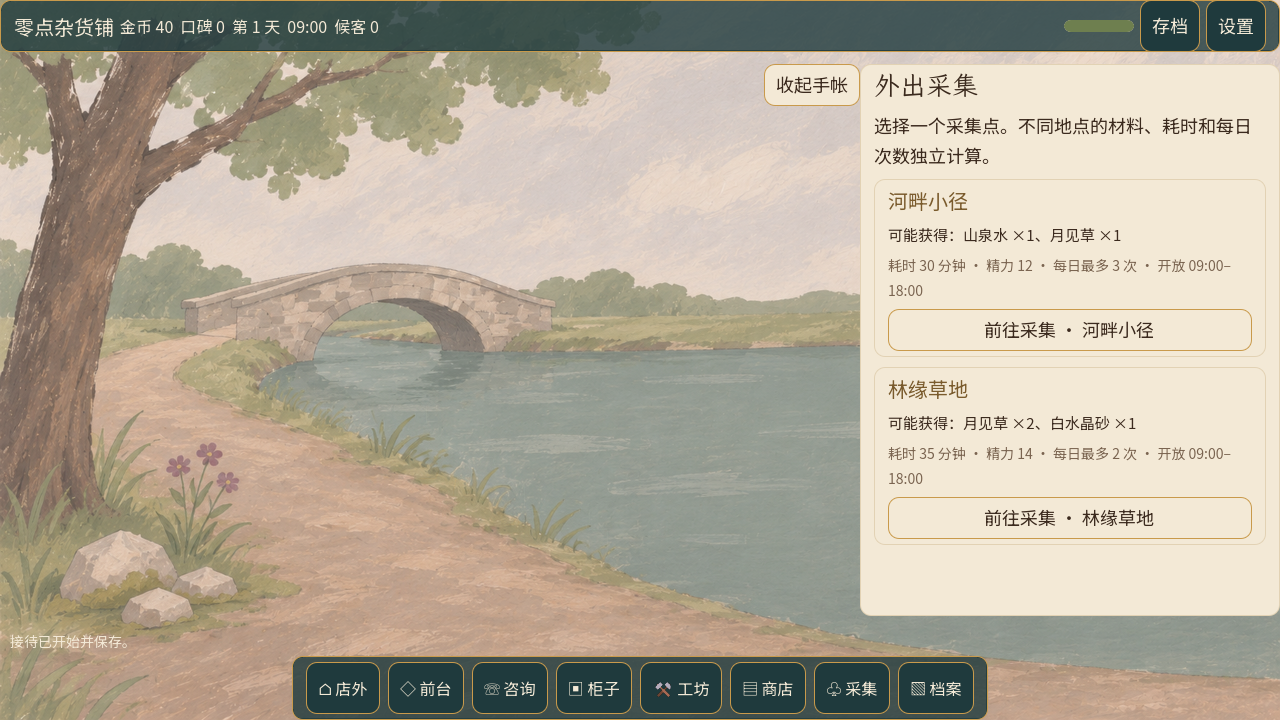 零点杂货铺 金币 40 口碑 0 第 1 天 09:00 候客 0
存档
设置
收起手帐
外出采集
选择一个采集点。不同地点的材料、耗时和每日
次数独立计算。
河畔小径
可能获得：山泉水 ×1、月见草 ×1
耗时 30 分钟 · 精力 12 · 每日最多 3 次 · 开放 09:00–
18:00
前往采集 · 河畔小径
林缘草地
可能获得：月见草 ×2、白水晶砂 ×1
耗时 35 分钟 · 精力 14 · 每日最多 2 次 · 开放 09:00–
18:00
前往采集 · 林缘草地
接待已开始并保存。
店外
前台
咨询
柜子
工坊
商店
采集
档案